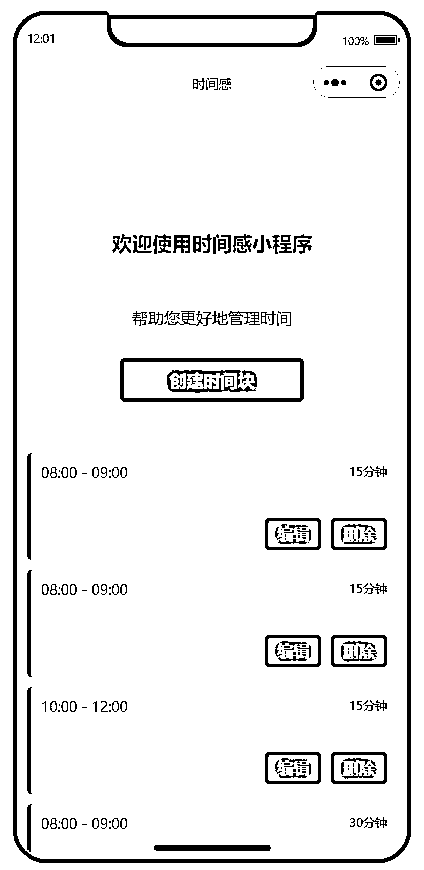 12:01 100%
时间感
欢迎使用时间感小程序
帮助您更好地管理时间
创建时间块
08:00 - 09:00 15分钟
编辑 删除
08:00 - 09:00 15分钟
编辑 删除
10:00 - 12:00 15分钟
编辑 删除
08:00 - 09:00 30分钟